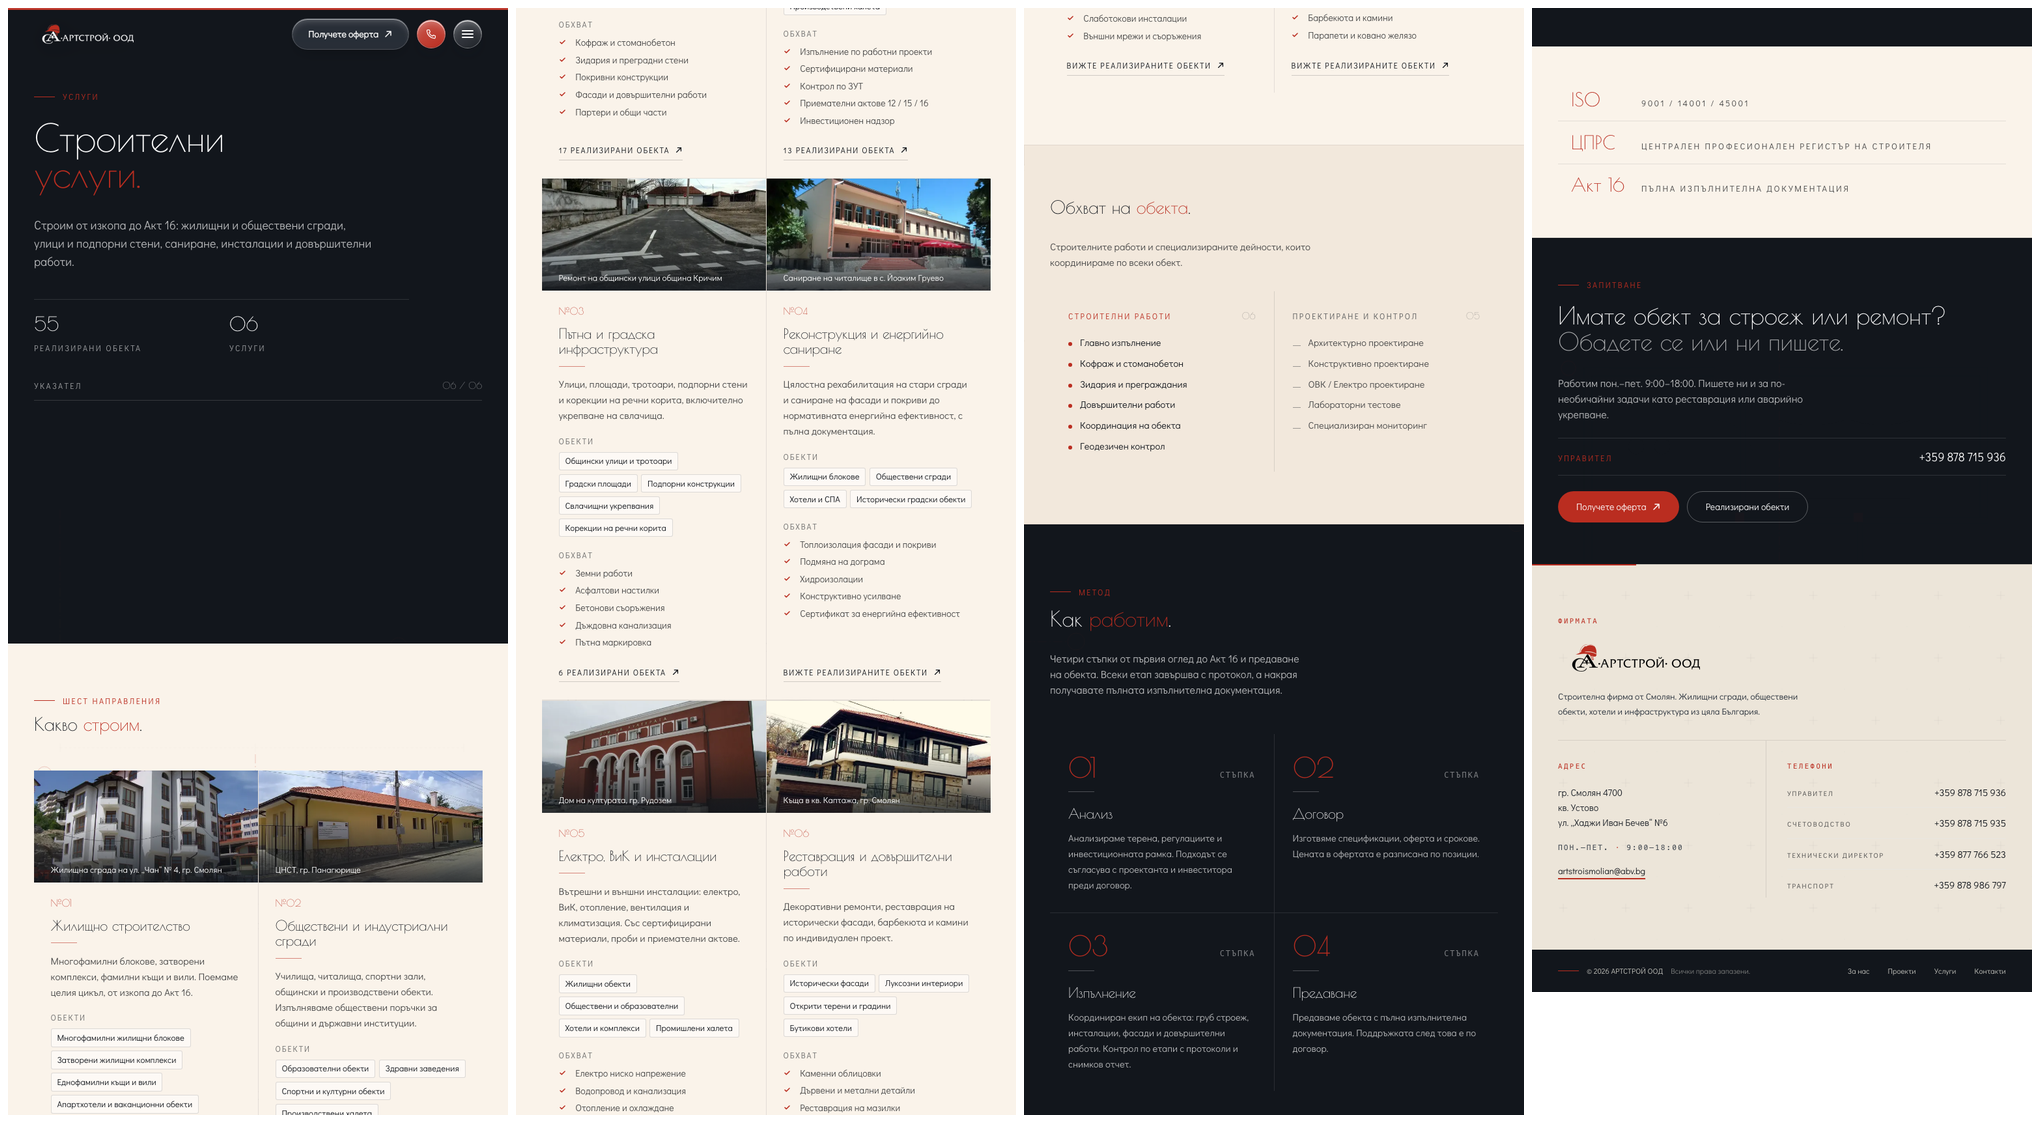 АРТСТРОЙ· ООД
Получете оферта
УСЛУГИ
Строителни
услуги.
Строим от изкопа до Акт 16: жилищни и обществени сгради,
улици и подпорни стени, саниране, инсталации и довършителни
работи.
55
РЕАЛИЗИРАНИ ОБЕКТА
06
УСЛУГИ
УКАЗАТЕЛ
06 / 06
ШЕСТ НАПРАВЛЕНИЯ
Какво строим.
Жилищна сграда на ул. „Чан" № 4, гр. Смолян
№01
Жилищно строителство
Многофамилни блокове, затворени
комплекси, фамилни къщи и вили. Поемаме
целия цикъл, от изкопа до Акт 16.
ОБЕКТИ
Многофамилни жилищни блокове
Затворени жилищни комплекси
Еднофамилни къщи и вили
Апартхотели и ваканционни обекти
ЦНСТ, гр. Панагюрище
№02
Обществени и индустриални
сгради
Училища, читалища, спортни зали,
общински и производствени обекти.
Изпълняваме обществени поръчки за
общини и държавни институции.
ОБЕКТИ
Образователни обекти
Здравни заведения
Спортни и културни обекти
Производствени халета
ОБХВАТ
Кофраж и стоманобетон
Зидария и преградни стени
Покривни конструкции
Фасади и довършителни работи
Партери и общи части
17 РЕАЛИЗИРАНИ ОБЕКТА
Производствени халета
ОБХВАТ
Изпълнение по работни проекти
Сертифицирани материали
Контрол по ЗУТ
Приемателни актове 12 / 15 / 16
Инвестиционен надзор
13 РЕАЛИЗИРАНИ ОБЕКТА
Ремонт на общински улици община Кричим
№03
Пътна и градска
инфраструктура
Улици, площади, тротоари, подпорни стени
и корекции на речни корита, включително
укрепване на свлачища.
ОБЕКТИ
Общински улици и тротоари
Градски площади
Подпорни конструкции
Свлачищни укрепвания
Корекции на речни корита
ОБХВАТ
Земни работи
Асфалтови настилки
Бетонови съоръжения
Дъждовна канализация
Пътна маркировка
6 РЕАЛИЗИРАНИ ОБЕКТА
Саниране на читалище в с. Йоаким Груево
№04
Реконструкция и енергийно
саниране
Цялостна рехабилитация на стари сгради
и саниране на фасади и покриви до
нормативната енергийна ефективност, с
пълна документация.
ОБЕКТИ
Жилищни блокове
Обществени сгради
Хотели и СПА
Исторически градски обекти
ОБХВАТ
Топлоизолация фасади и покриви
Подмяна на дограма
Хидроизолации
Конструктивно усилване
Сертификат за енергийна ефективност
ВИЖТЕ РЕАЛИЗИРАНИТЕ ОБЕКТИ
Дом на културата, гр. Рудозем
№05
Електро, ВиК и инсталации
Вътрешни и външни инсталации: електро,
ВиК, отопление, вентилация и
климатизация. Със сертифицирани
материали, проби и приемателни актове.
ОБЕКТИ
Жилищни обекти
Обществени и образователни
Хотели и комплекси
Промишлени халета
ОБХВАТ
Електро ниско напрежение
Водопровод и канализация
Отопление и охлаждане
Къща в кв. Каптажа, гр. Смолян
№06
Реставрация и довършителни
работи
Декоративни ремонти, реставрация на
исторически фасади, барбекюта и камини
по индивидуален проект.
ОБЕКТИ
Исторически фасади
Луксозни интериори
Открити терени и градини
Бутикови хотели
ОБХВАТ
Каменни облицовки
Дървени и метални детайли
Реставрация на мазилки
Слаботокови инсталации
Външни мрежи и съоръжения
ВИЖТЕ РЕАЛИЗИРАНИТЕ ОБЕКТИ
Барбекюта и камини
Парапети и ковано желязо
ВИЖТЕ РЕАЛИЗИРАНИТЕ ОБЕКТИ
Обхват на обекта.
Строителните работи и специализираните дейности, които
координираме по всеки обект.
СТРОИТЕЛНИ РАБОТИ
06
Главно изпълнение
Кофраж и стоманобетон
Зидария и преграждания
Довършителни работи
Координация на обекта
Геодезичен контрол
ПРОЕКТИРАНЕ И КОНТРОЛ
05
Архитектурно проектиране
Конструктивно проектиране
ОВК / Електро проектиране
Лабораторни тестове
Специализиран мониторинг
МЕТОД
Как работим.
Четири стъпки от първия оглед до Акт 16 и предаване
на обекта. Всеки етап завършва с протокол, а накрая
получавате пълната изпълнителна документация.
01
СТЪПКА
Анализ
Анализираме терена, регулациите и
инвестиционната рамка. Подходът се
съгласува с проектанта и инвеститора
преди договор.
02
СТЪПКА
Договор
Изготвяме спецификации, оферта и срокове.
Цената в офертата е разписана по позиции.
03
СТЪПКА
Изпълнение
Координиран екип на обекта: груб строеж,
инсталации, фасади и довършителни
работи. Контрол по етапи с протоколи и
снимков отчет.
04
СТЪПКА
Предаване
Предаваме обекта с пълна изпълнителна
документация. Поддръжката след това е по
договор.
ISO
9001 / 14001 / 45001
ЦПРС
ЦЕНТРАЛЕН ПРОФЕСИОНАЛЕН РЕГИСТЪР НА СТРОИТЕЛЯ
Акт 16
ПЪЛНА ИЗПЪЛНИТЕЛНА ДОКУМЕНТАЦИЯ
ЗАПИТВАНЕ
Имате обект за строеж или ремонт?
Обадете се или ни пишете.
Работим пон.–пет. 9:00–18:00. Пишете ни и за по-
необичайни задачи като реставрация или аварийно
укрепване.
УПРАВИТЕЛ
+359 878 715 936
Получете оферта
Реализирани обекти
ФИРМАТА
АРТСТРОЙ· ООД
Строителна фирма от Смолян. Жилищни сгради, обществени
обекти, хотели и инфраструктура из цяла България.
АДРЕС
гр. Смолян 4700
кв. Устово
ул. „Хаджи Иван Бечев" №6
ПОН.–ПЕТ. · 9:00–18:00
artstroismolian@abv.bg
ТЕЛЕФОНИ
УПРАВИТЕЛ
+359 878 715 936
СЧЕТОВОДСТВО
+359 878 715 935
ТЕХНИЧЕСКИ ДИРЕКТОР
+359 877 766 523
ТРАНСПОРТ
+359 878 986 797
© 2026 АРТСТРОЙ ООД
Всички права запазени.
За нас
Проекти
Услуги
Контакти